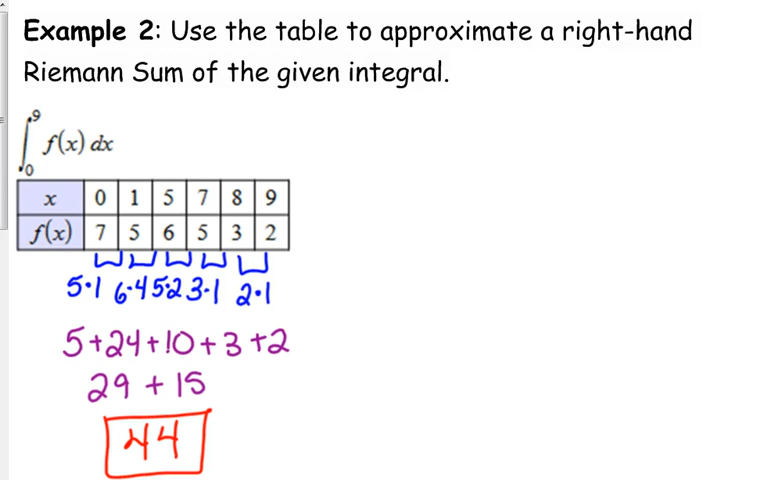 Example 2: Use the table to approximate a right-hand
Riemann Sum of the given integral.
∫₀⁹ f(x) dx
x 0 1 5 7 8 9
f(x) 7 5 6 5 3 2
5·1 6·4 5·2 3·1 2·1
5+24+10+3+2
29 + 15
44